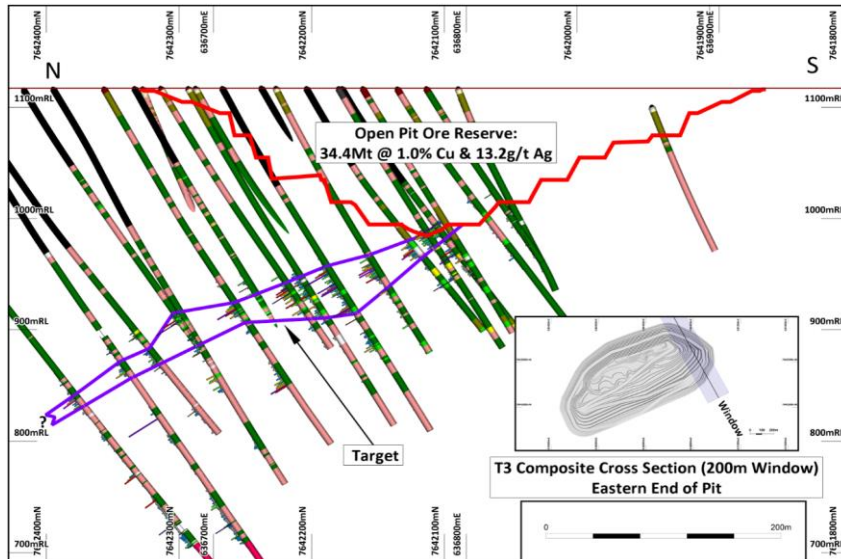 7642400mN
7642300mN
636700mE
7642200mN
7642100mN
636800mE
7642000mN
7641900mN
636900mE
7641800mN
N
S
1100mRL
1100mRL
Open Pit Ore Reserve:
34.4Mt @ 1.0% Cu & 13.2g/t Ag
1000mRL
1000mRL
900mRL
900mRL
?
800mRL
800mRL
Target
Window
T3 Composite Cross Section (200m Window)
Eastern End of Pit
0
200m
700mRL
700mRL
7642400mN
7642300mN
636700mE
7642200mN
7642100mN
636800mE
7641800mN